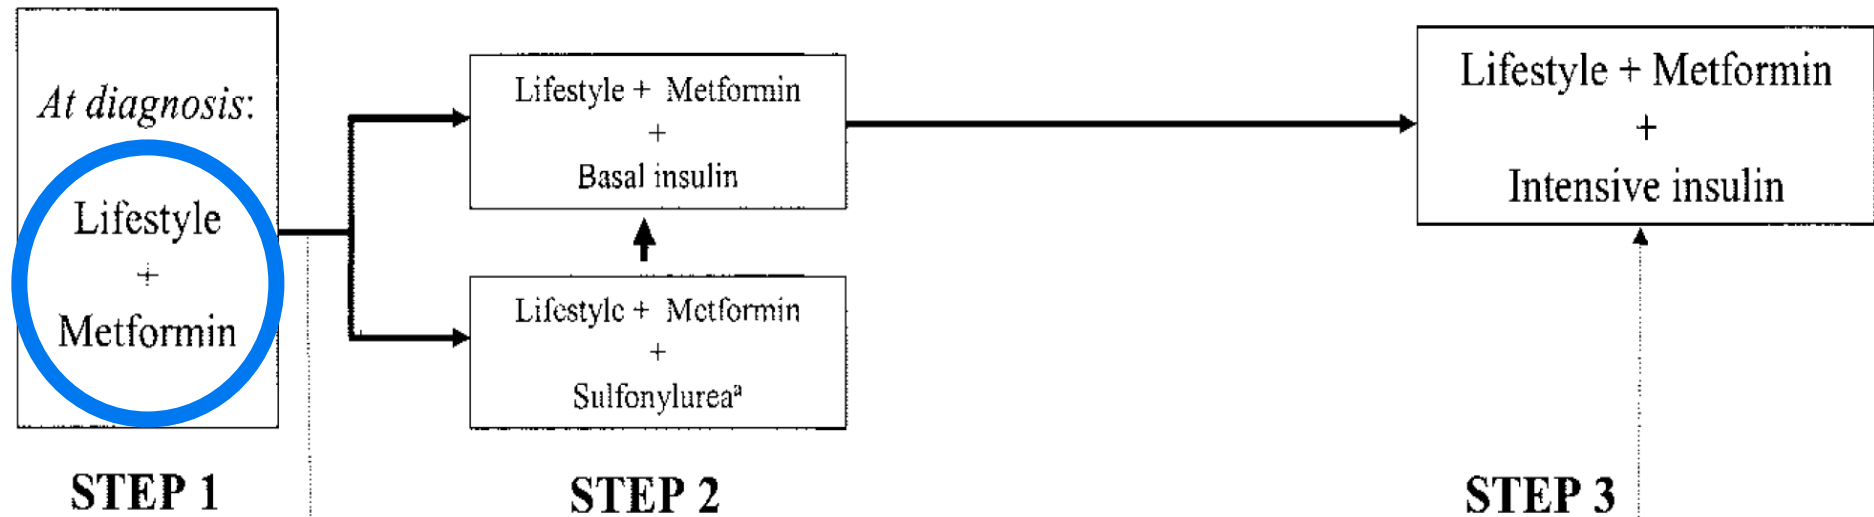 At diagnosis:
Lifestyle
+
Metformin
STEP 1
Lifestyle + Metformin
+
Basal insulin
Lifestyle + Metformin
+
Sulfonylureaª
STEP 2
Lifestyle + Metformin
+
Intensive insulin
STEP 3